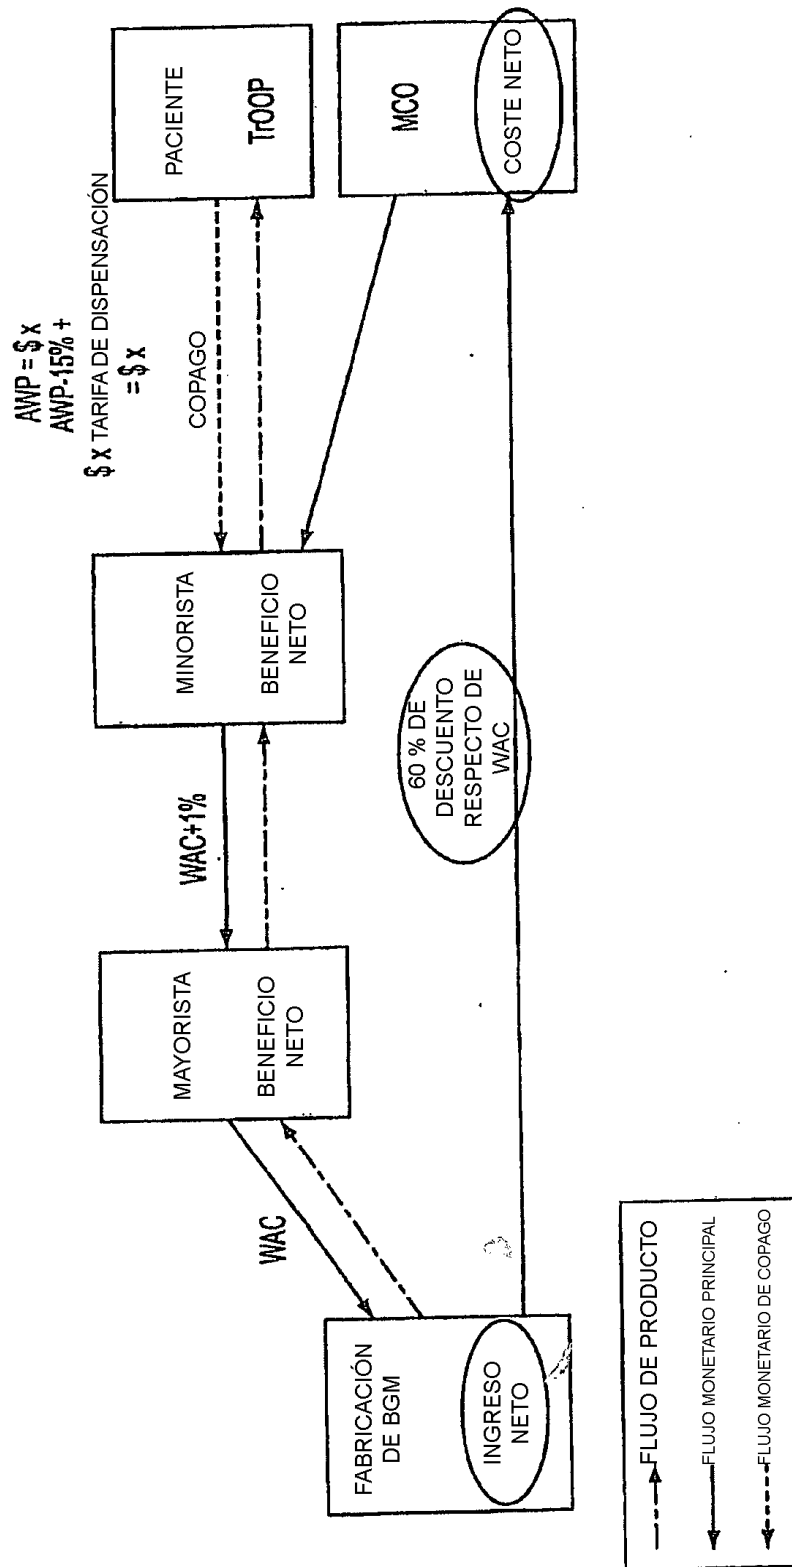 AWP = $ x
AWP-15% +
$ x TARIFA DE DISPENSACIÓN
= $ x
PACIENTE
TrOOP
COPAGO
MCO
COSTE NETO
MINORISTA
BENEFICIO
NETO
WAC+1%
60 % DE
DESCUENTO
RESPECTO DE
WAC
MAYORISTA
BENEFICIO
NETO
WAC
FABRICACIÓN
DE BGM
INGRESO
NETO
FLUJO DE PRODUCTO
FLUJO MONETARIO PRINCIPAL
FLUJO MONETARIO DE COPAGO